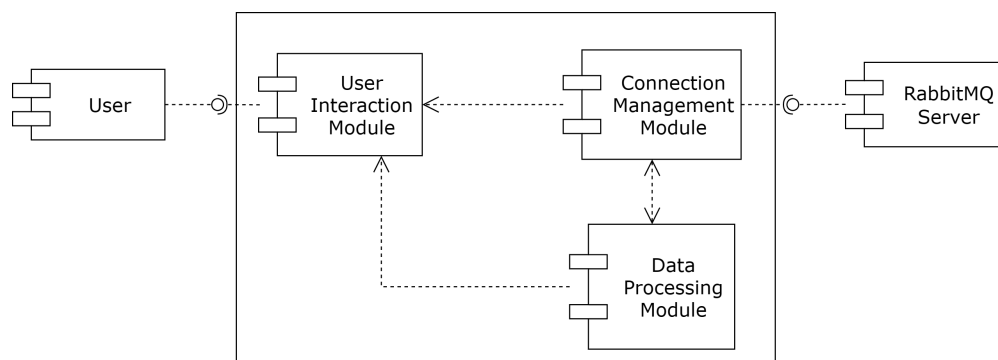 User
User
Interaction
Module
Connection
Management
Module
RabbitMQ
Server
Data
Processing
Module